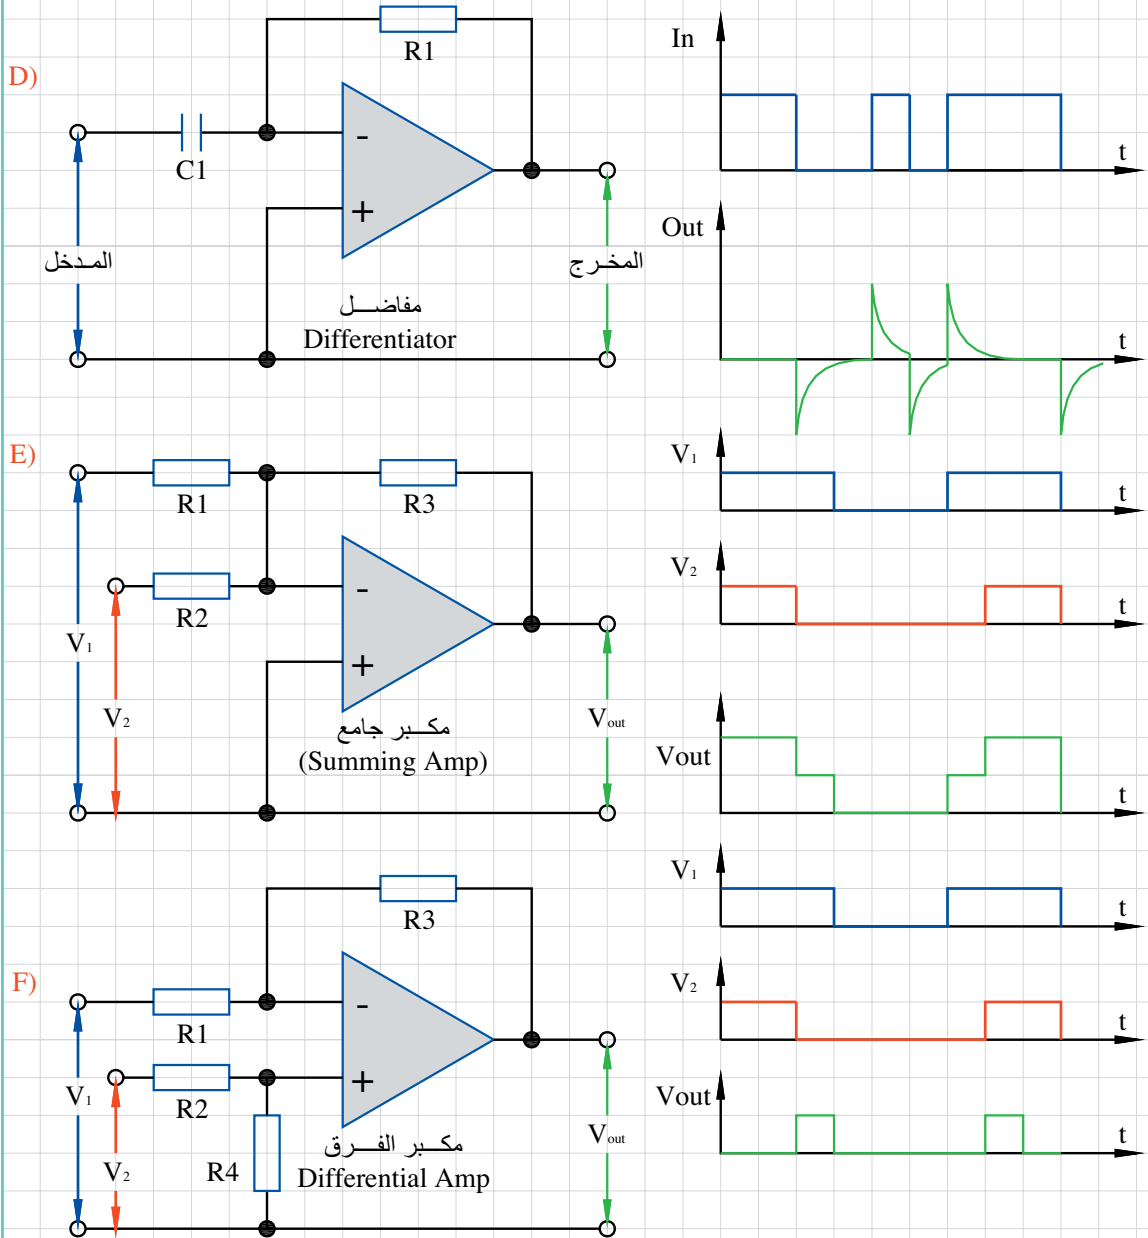 D)
R1
C1
-
+
المدخل
المخرج
مفاضل
Differentiator
In
t
Out
t
E)
R1
R3
R2
-
+
V1
V2
Vout
مكبر جامع
(Summing Amp)
V1
t
V2
t
Vout
t
F)
R3
R1
-
R2
+
R4
V1
V2
Vout
مكبر الفرق
Differential Amp
V1
t
V2
t
Vout
t